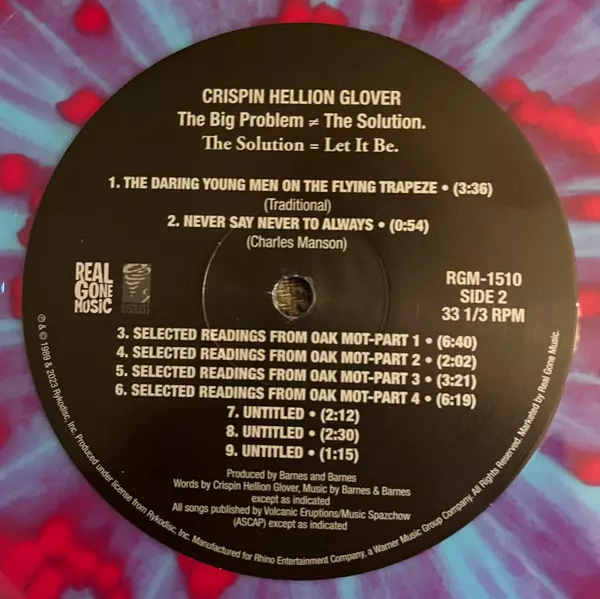 CRISPIN HELLION GLOVER
The Big Problem ≠ The Solution.
The Solution = Let It Be.
1. THE DARING YOUNG MEN ON THE FLYING TRAPEZE • (3:36)
(Traditional)
2. NEVER SAY NEVER TO ALWAYS • (0:54)
(Charles Manson)
REAL
GONE
MUSIC
RESTLESS
RGM-1510
SIDE 2
33 1/3 RPM
3. SELECTED READINGS FROM OAK MOT-PART 1 • (6:40)
4. SELECTED READINGS FROM OAK MOT-PART 2 • (2:02)
5. SELECTED READINGS FROM OAK MOT-PART 3 • (3:21)
6. SELECTED READINGS FROM OAK MOT-PART 4 • (6:19)
7. UNTITLED • (2:12)
8. UNTITLED • (2:30)
9. UNTITLED • (1:15)
Produced by Barnes and Barnes
Words by Crispin Hellion Glover, Music by Barnes & Barnes
except as indicated
All songs published by Volcanic Eruptions/Music Spazchow
(ASCAP) except as indicated
℗ & © 1989 & 2023 Rykodisc, Inc. Produced under license from Rykodisc, Inc. Manufactured for Rhino Entertainment Company, a Warner Music Group Company. All Rights Reserved. Marketed by Real Gone Music.